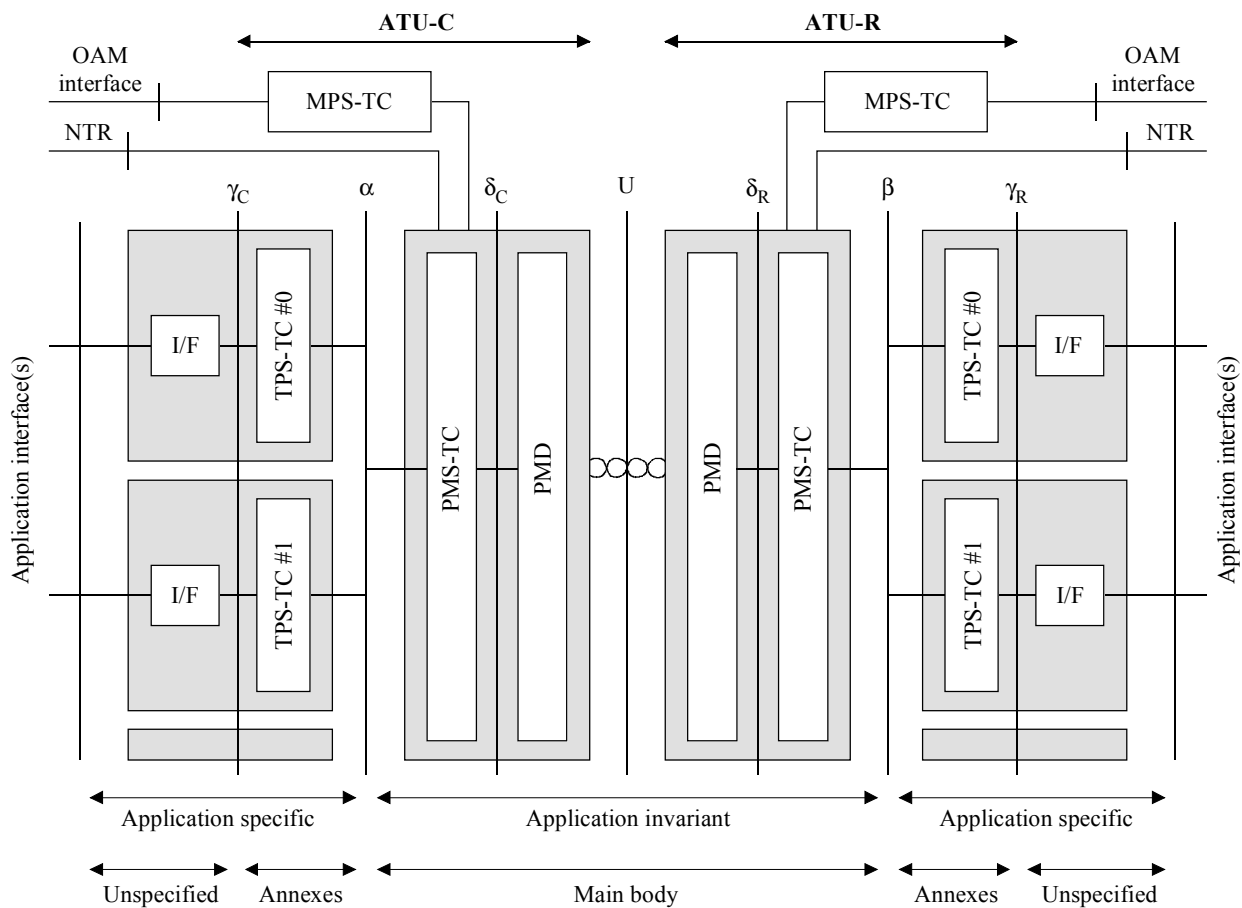 ATU-C
ATU-R
OAM
interface
MPS-TC
MPS-TC
OAM
interface
NTR
NTR
γC
α
δC
U
δR
β
γR
Application interface(s)
I/F
TPS-TC #0
I/F
TPS-TC #1
PMS-TC
PMD
PMD
PMS-TC
TPS-TC #0
I/F
TPS-TC #1
I/F
Application interface(s)
Application specific
Application invariant
Application specific
Unspecified
Annexes
Main body
Annexes
Unspecified